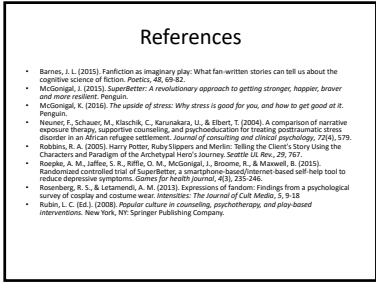 References
• Barnes, J. L. (2015). Fanfiction as imaginary play: What fan-written stories can tell us about the
cognitive science of fiction. Poetics, 48, 69-82.
• McGonigal, J. (2015). SuperBetter: A revolutionary approach to getting stronger, happier, braver
and more resilient. Penguin.
• McGonigal, K. (2016). The upside of stress: Why stress is good for you, and how to get good at it.
Penguin.
• Neuner, F., Schauer, M., Klaschik, C., Karunakara, U., & Elbert, T. (2004). A comparison of narrative
exposure therapy, supportive counseling, and psychoeducation for treating posttraumatic stress
disorder in an African refugee settlement. Journal of consulting and clinical psychology, 72(4), 579.
• Robbins, R. A. (2005). Harry Potter, Ruby Slippers and Merlin: Telling the Client's Story Using the
Characters and Paradigm of the Archetypal Hero's Journey. Seattle UL Rev., 29, 767.
• Roepke, A. M., Jaffee, S. R., Riffle, O. M., McGonigal, J., Broome, R., & Maxwell, B. (2015).
Randomized controlled trial of SuperBetter, a smartphone-based/internet-based self-help tool to
reduce depressive symptoms. Games for health journal, 4(3), 235-246.
• Rosenberg, R. S., & Letamendi, A. M. (2013). Expressions of fandom: Findings from a psychological
survey of cosplay and costume wear. Intensities: The Journal of Cult Media, 5, 9-18
• Rubin, L. C. (Ed.). (2008). Popular culture in counseling, psychotherapy, and play-based
interventions. New York, NY: Springer Publishing Company.